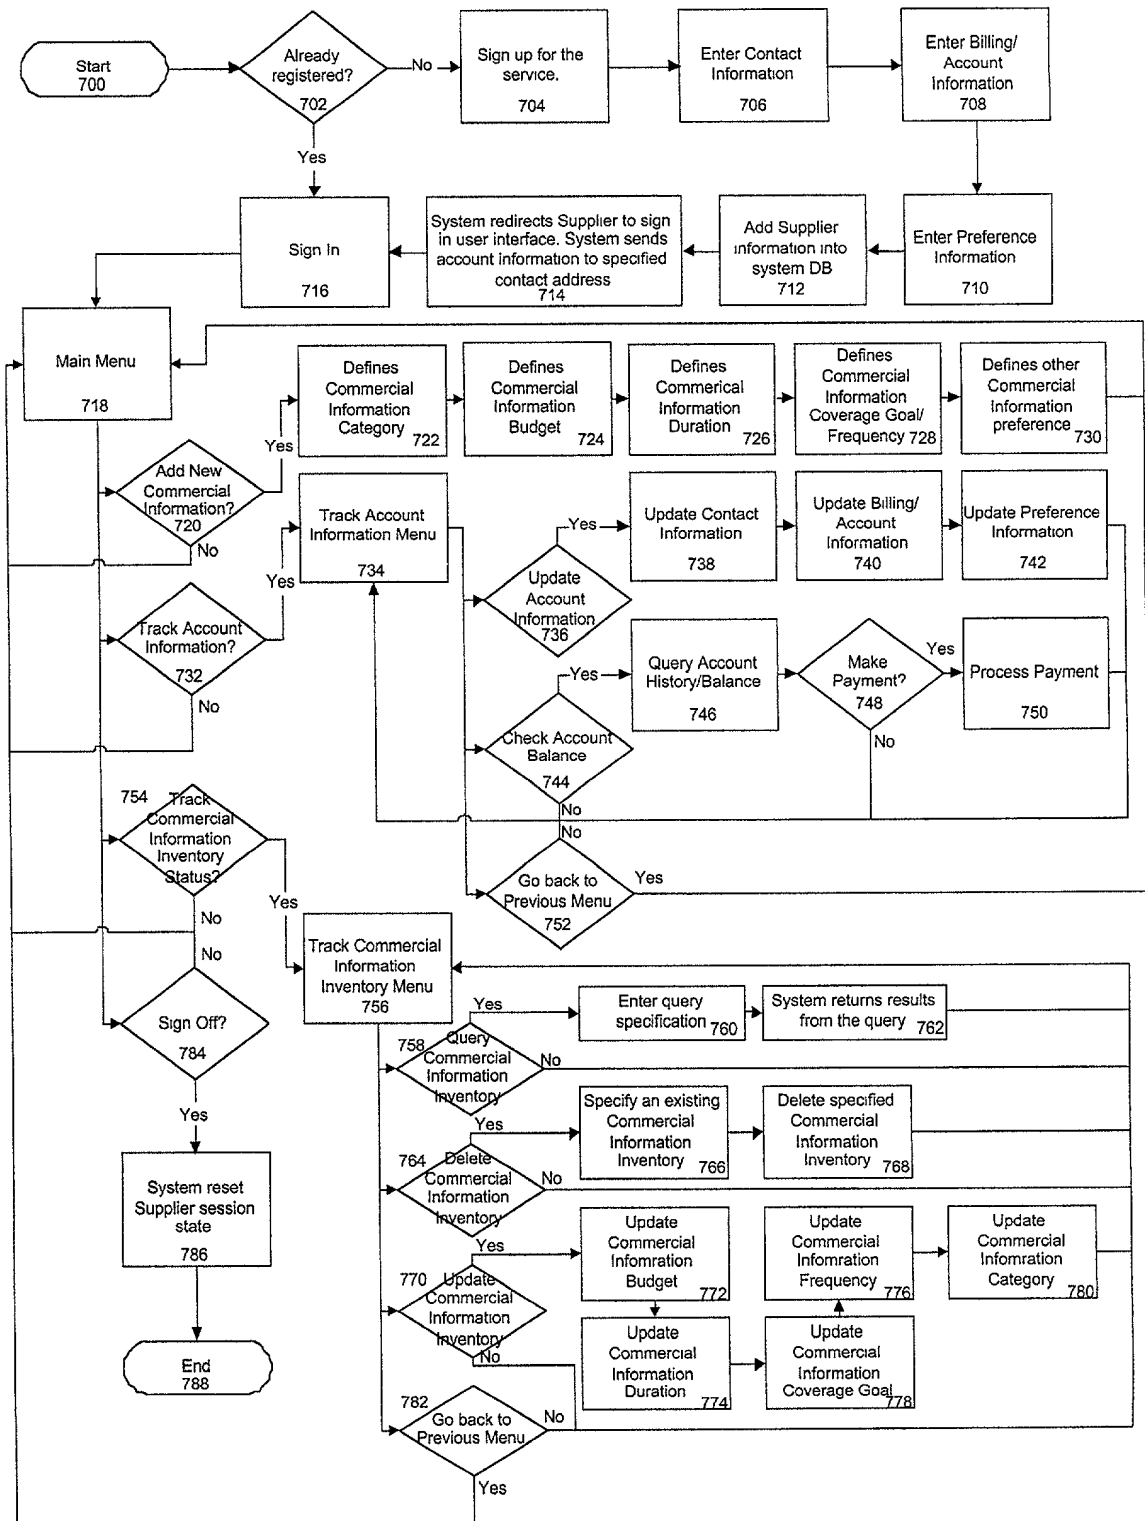 Start
700
Already
registered?
702
No
Yes
Sign up for the
service.
704
Enter Contact
Information
706
Enter Billing/
Account
Information
708
Enter Preference
Information
710
Add Supplier
information into
system DB
712
System redirects Supplier to sign
in user interface. System sends
account information to specified
contact address
714
Sign In
716
Main Menu
718
Add New
Commercial
Information?
720
Yes
No
Defines
Commercial
Information
Category
722
Defines
Commercial
Information
Budget
724
Defines
Commerical
Information
Duration
726
Defines
Commercial
Information
Coverage Goal/
Frequency 728
Defines other
Commercial
Information
preference
730
Track Account
Information?
732
Yes
No
Track Account
Information Menu
734
Update
Account
Information
736
Yes
Update Contact
Information
738
Update Billing/
Account
Information
740
Update Preference
Information
742
Check Account
Balance
744
Yes
No
Query Account
History/Balance
746
Make
Payment?
748
Yes
No
Process Payment
750
No
Go back to
Previous Menu
752
Yes
754
Track
Commercial
Information
Inventory
Status?
Yes
No
No
Sign Off?
784
Yes
System reset
Supplier session
state
786
End
788
Track Commercial
Information
Inventory Menu
756
758
Query
Commercial
Information
Inventory
Yes
No
Enter query
specification
760
System returns results
from the query
762
764
Delete
Commercial
Information
Inventory
Yes
No
Specify an existing
Commercial
Information
Inventory
766
Delete specified
Commercial
Information
Inventory
768
770
Update
Commercial
Information
Inventory
Yes
No
Update
Commercial
Infomration
Budget
772
Update
Commercial
Information
Duration
774
Update
Commercial
Information
Coverage Goal
778
Update
Commercial
Infomration
Frequency
776
Update
Commercial
Infomration
Category
780
782
Go back to
Previous Menu
No
Yes